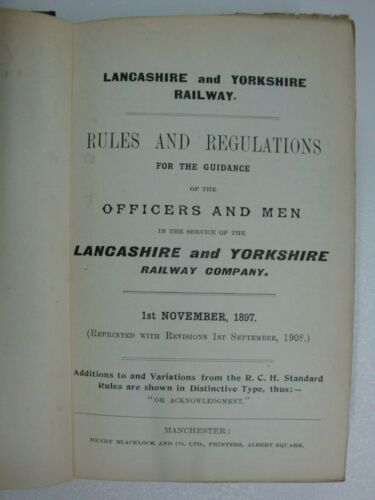 LANCASHIRE and YORKSHIRE
RAILWAY.
RULES AND REGULATIONS
FOR THE GUIDANCE
OF THE
OFFICERS AND MEN
IN THE SERVICE OF THE
LANCASHIRE and YORKSHIRE
RAILWAY COMPANY.
1st NOVEMBER, 1897.
(REPRINTED WITH REVISIONS 1ST SEPTEMBER, 1908.)
Additions to and Variations from the R. C. H. Standard
Rules are shown in Distinctive Type, thus:—
"OR ACKNOWLEDGMENT."
MANCHESTER:
HENRY BLACKLOCK AND CO., LTD., PRINTERS, ALBERT SQUARE.